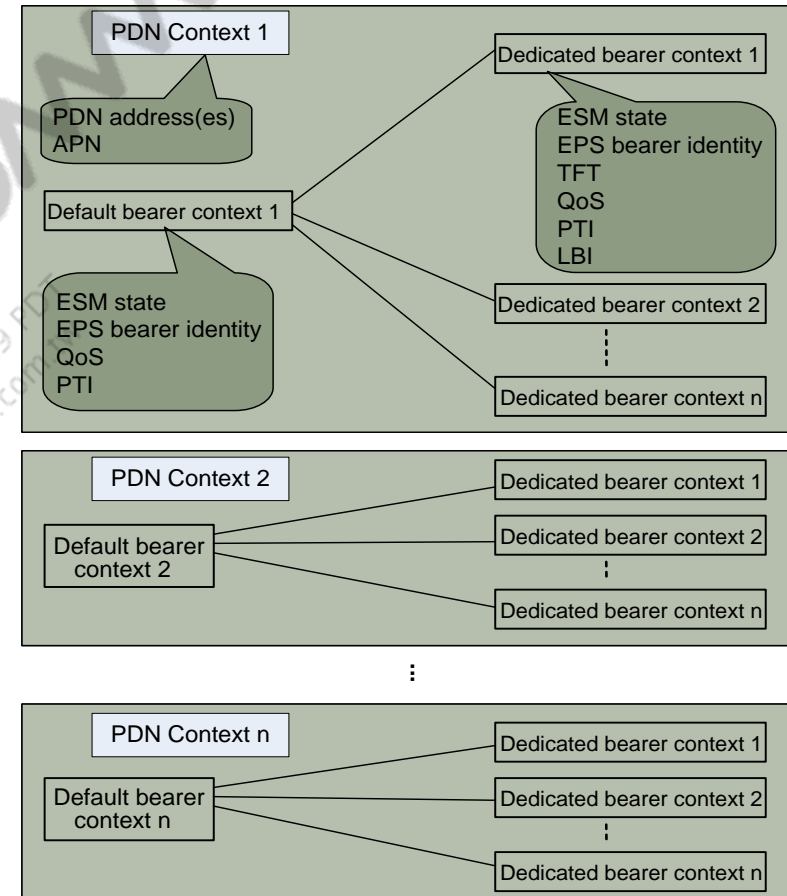 PDN Context 1
PDN address(es)
APN
Default bearer context 1
ESM state
EPS bearer identity
QoS
PTI
Dedicated bearer context 1
ESM state
EPS bearer identity
TFT
QoS
PTI
LBI
Dedicated bearer context 2
Dedicated bearer context n
PDN Context 2
Default bearer
context 2
Dedicated bearer context 1
Dedicated bearer context 2
Dedicated bearer context n
PDN Context n
Default bearer
context n
Dedicated bearer context 1
Dedicated bearer context 2
Dedicated bearer context n